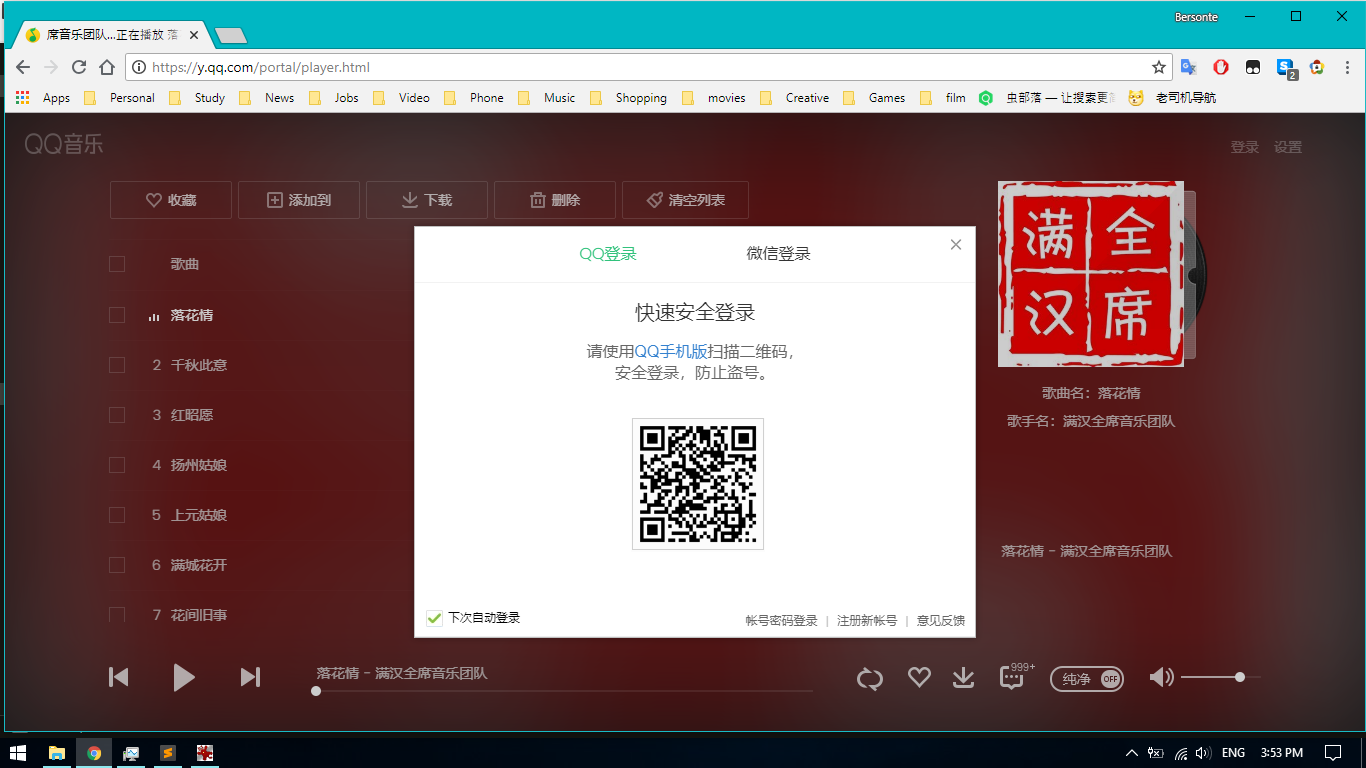 Bersonte
席音乐团队...正在播放 落
https://y.qq.com/portal/player.html
2
Apps Personal Study News Jobs Video Phone Music Shopping movies Creative Games film 虫部落 — 让搜索更 老司机导航
QQ音乐
登录 设置
收藏 添加到 下载 删除 清空列表
歌曲
落花情
2 千秋此意
3 红昭愿
4 扬州姑娘
5 上元姑娘
6 满城花开
7 花间旧事
QQ登录 微信登录
快速安全登录
请使用QQ手机版扫描二维码，
安全登录，防止盗号。
下次自动登录
帐号密码登录 | 注册新帐号 | 意见反馈
满 全
汉 席
歌曲名：落花情
歌手名：满汉全席音乐团队
落花情 - 满汉全席音乐团队
落花情 - 满汉全席音乐团队
999+
纯净 OFF
ENG 3:53 PM